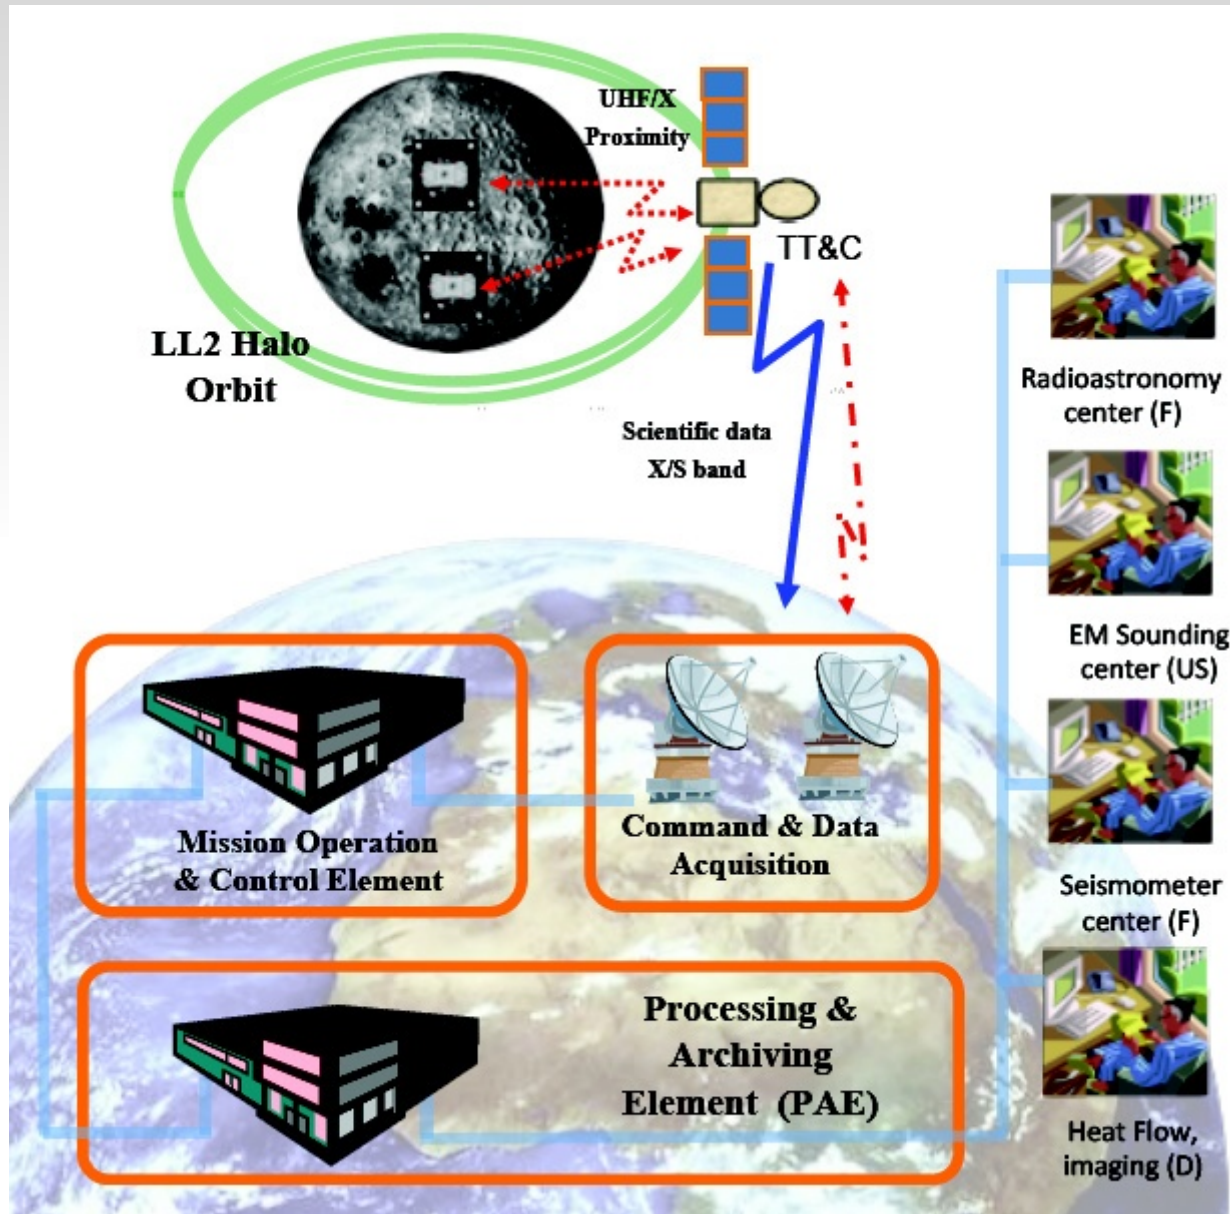 UHF/X
Proximity
TT&C
LL2 Halo
Orbit
Scientific data
X/S band
Radioastronomy
center (F)
EM Sounding
center (US)
Seismometer
center (F)
Heat Flow,
imaging (D)
Mission Operation
& Control Element
Command & Data
Acquisition
Processing &
Archiving
Element (PAE)